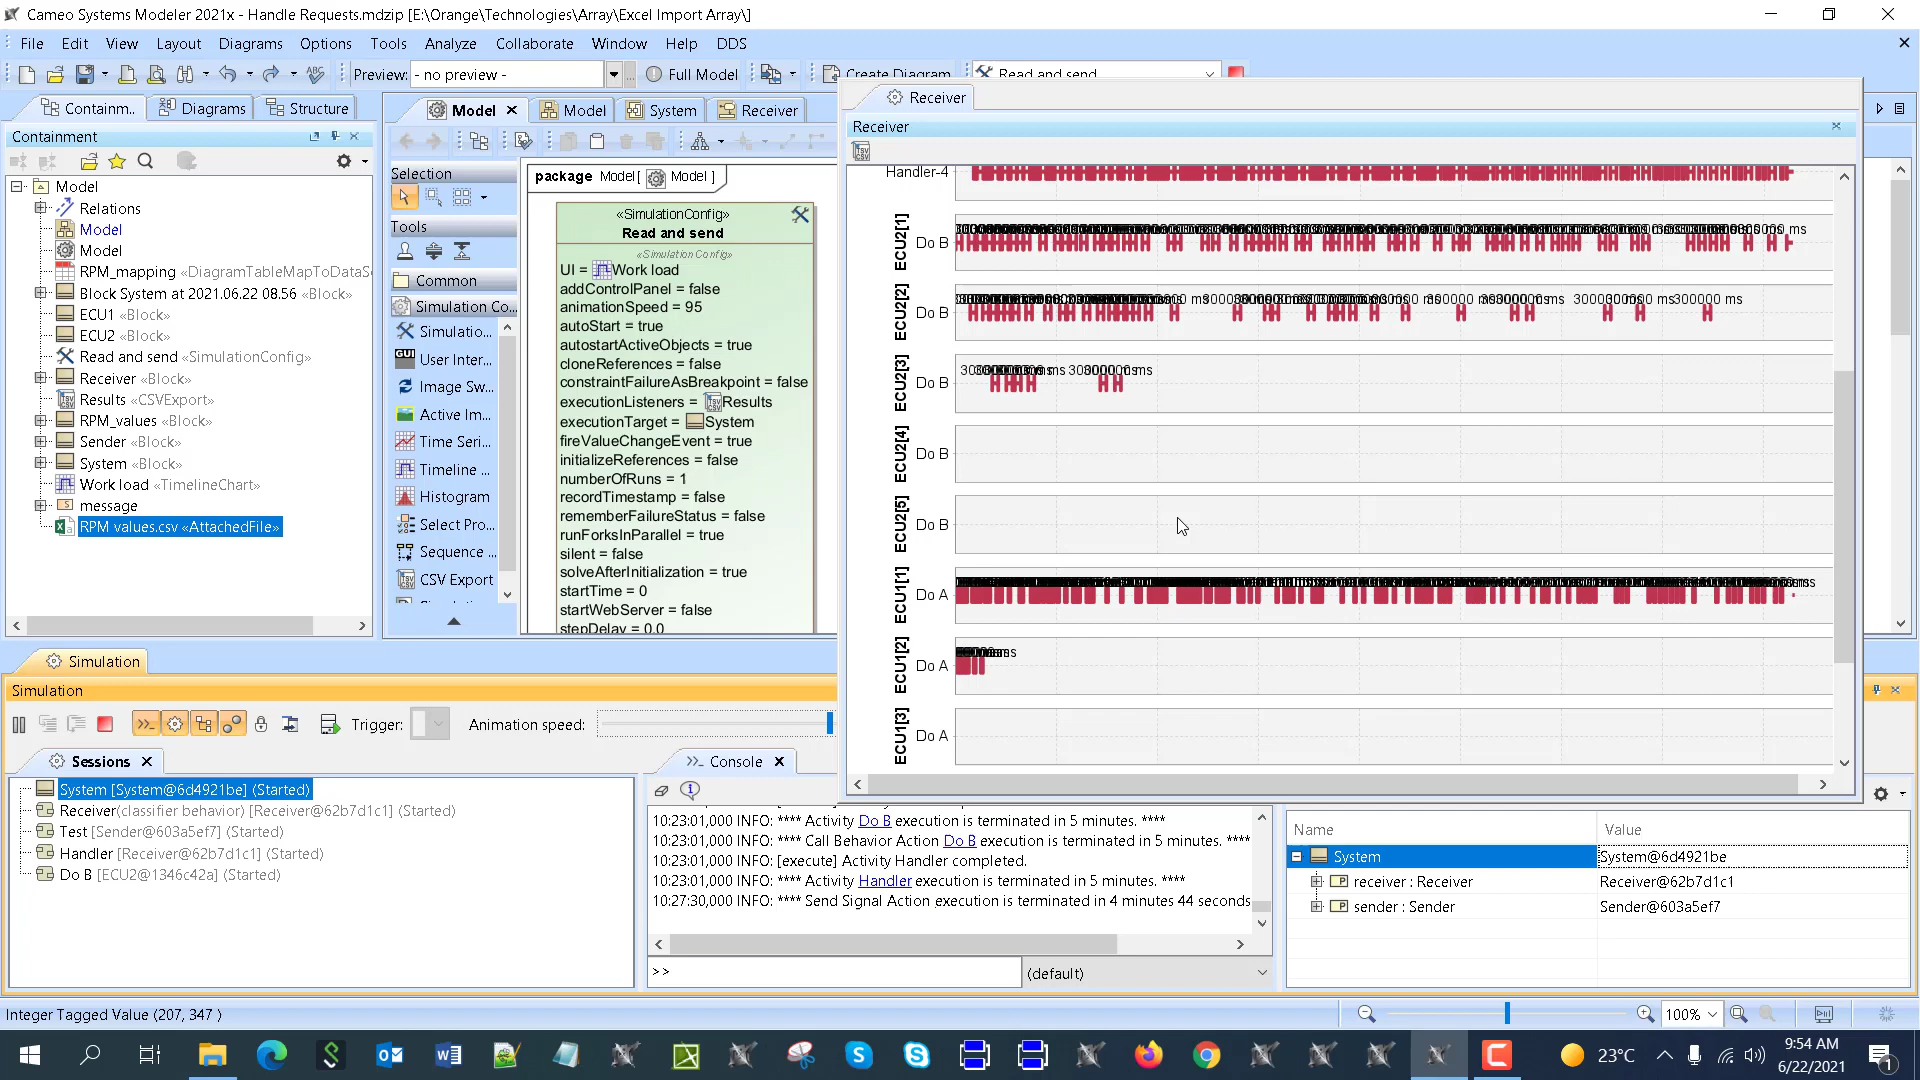 Cameo Systems Modeler 2021x - Handle Requests.mdzip [E:\Orange\Technologies\Array\Excel Import Array\]
File Edit View Layout Diagrams Options Tools Analyze Collaborate Window Help DDS
Preview: - no preview - Full Model Create Diagram Read and send
Containm.. Diagrams Structure
Model Model System Receiver
Containment
Model
Relations
Model
Model
RPM_mapping «DiagramTableMapToDataSo
Block System at 2021.06.22 08.56 «Block»
ECU1 «Block»
ECU2 «Block»
Read and send «SimulationConfig»
Receiver «Block»
Results «CSVExport»
RPM_values «Block»
Sender «Block»
System «Block»
Work load «TimelineChart»
message
RPM values.csv «AttachedFile»
Selection
Tools
Common
Simulation Co...
Simulatio...
GUI User Inter...
Image Sw...
Active Im...
Time Seri...
Timeline ...
Histogram
Select Pro...
Sequence ...
CSV Export
package Model[ Model ]
«SimulationConfig»
Read and send
«SimulationConfig»
UI = Work load
addControlPanel = false
animationSpeed = 95
autoStart = true
autostartActiveObjects = true
cloneReferences = false
constraintFailureAsBreakpoint = false
executionListeners = Results
executionTarget = System
fireValueChangeEvent = true
initializeReferences = false
numberOfRuns = 1
recordTimestamp = false
rememberFailureStatus = false
runForksInParallel = true
silent = false
solveAfterInitialization = true
startTime = 0
startWebServer = false
stepDelay = 0.0
Receiver
Receiver
Handler-4
ECU2[1] Do B
ECU2[2] Do B
300000 ms
ECU2[3] Do B
ECU2[4] Do B
ECU2[5] Do B
ECU1[1] Do A
ECU1[2] Do A
ECU1[3] Do A
Simulation
Simulation
Trigger: Animation speed:
Sessions
System [System@6d4921be] (Started)
Receiver(classifier behavior) [Receiver@62b7d1c1] (Started)
Test [Sender@603a5ef7] (Started)
Handler [Receiver@62b7d1c1] (Started)
Do B [ECU2@1346c42a] (Started)
Console
10:23:01,000 INFO: **** Activity Do B execution is terminated in 5 minutes. ****
10:23:01,000 INFO: **** Call Behavior Action Do B execution is terminated in 5 minutes. ****
10:23:01,000 INFO: [execute] Activity Handler completed.
10:23:01,000 INFO: **** Activity Handler execution is terminated in 5 minutes. ****
10:27:30,000 INFO: **** Send Signal Action execution is terminated in 4 minutes 44 seconds
>> (default)
Name Value
System System@6d4921be
receiver : Receiver Receiver@62b7d1c1
sender : Sender Sender@603a5ef7
Integer Tagged Value (207, 347 )
100%
23°C
9:54 AM
6/22/2021
1